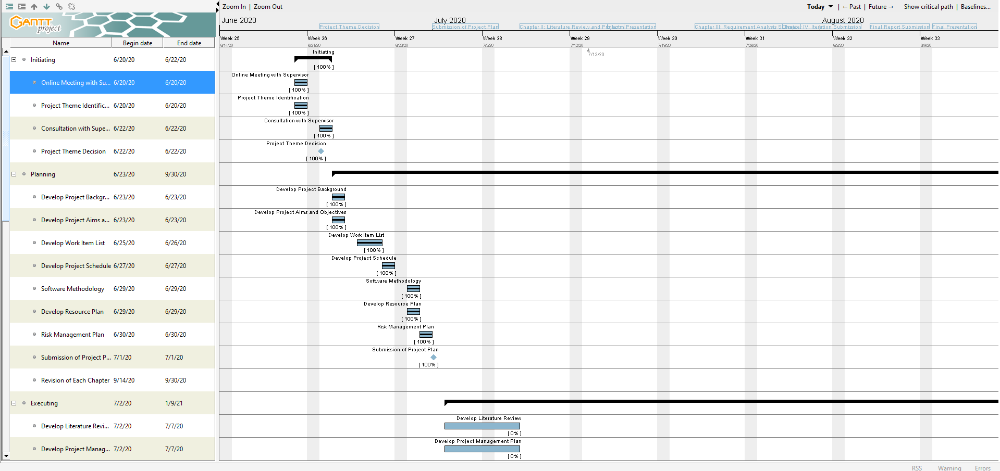 Zoom In | Zoom Out
Today | ← Past | Future → Show critical path | Baselines...
GANTT project
June 2020 July 2020 August 2020
Project Theme Decision Submission of Project Plan Chapter II: Literature Review and Presentation Chapter III: Requirement Analysis Chapter IV: Iteration Submission Final Report Submission Final Presentation
Name Begin date End date
Week 25 Week 26 Week 27 Week 28 Week 29 Week 30 Week 31 Week 32 Week 33
6/14/20 6/21/20 6/28/20 7/5/20 7/12/20 7/19/20 7/26/20 8/2/20 8/9/20
7/13/20
Initiating 6/20/20 6/22/20
Initiating
[ 100% ]
Online Meeting with Su... 6/20/20 6/20/20
Online Meeting with Supervisor
[ 100% ]
Project Theme Identific... 6/20/20 6/20/20
Project Theme Identification
[ 100% ]
Consultation with Supe... 6/22/20 6/22/20
Consultation with Supervisor
[ 100% ]
Project Theme Decision 6/22/20 6/22/20
Project Theme Decision
[ 100% ]
Planning 6/23/20 9/30/20
Develop Project Backgr... 6/23/20 6/23/20
Develop Project Background
[ 100% ]
Develop Project Aims a... 6/23/20 6/23/20
Develop Project Aims and Objectives
[ 100% ]
Develop Work Item List 6/25/20 6/26/20
Develop Work Item List
[ 100% ]
Develop Project Schedule 6/27/20 6/27/20
Develop Project Schedule
[ 100% ]
Software Methodology 6/29/20 6/29/20
Software Methodology
[ 100% ]
Develop Resource Plan 6/29/20 6/29/20
Develop Resource Plan
[ 100% ]
Risk Management Plan 6/30/20 6/30/20
Risk Management Plan
[ 100% ]
Submission of Project P... 7/1/20 7/1/20
Submission of Project Plan
[ 100% ]
Revision of Each Chapter 9/14/20 9/30/20
Executing 7/2/20 1/9/21
Develop Literature Revi... 7/2/20 7/7/20
Develop Literature Review
[ 0% ]
Develop Project Manag... 7/2/20 7/7/20
Develop Project Management Plan
[ 0% ]
RSS Warning Errors